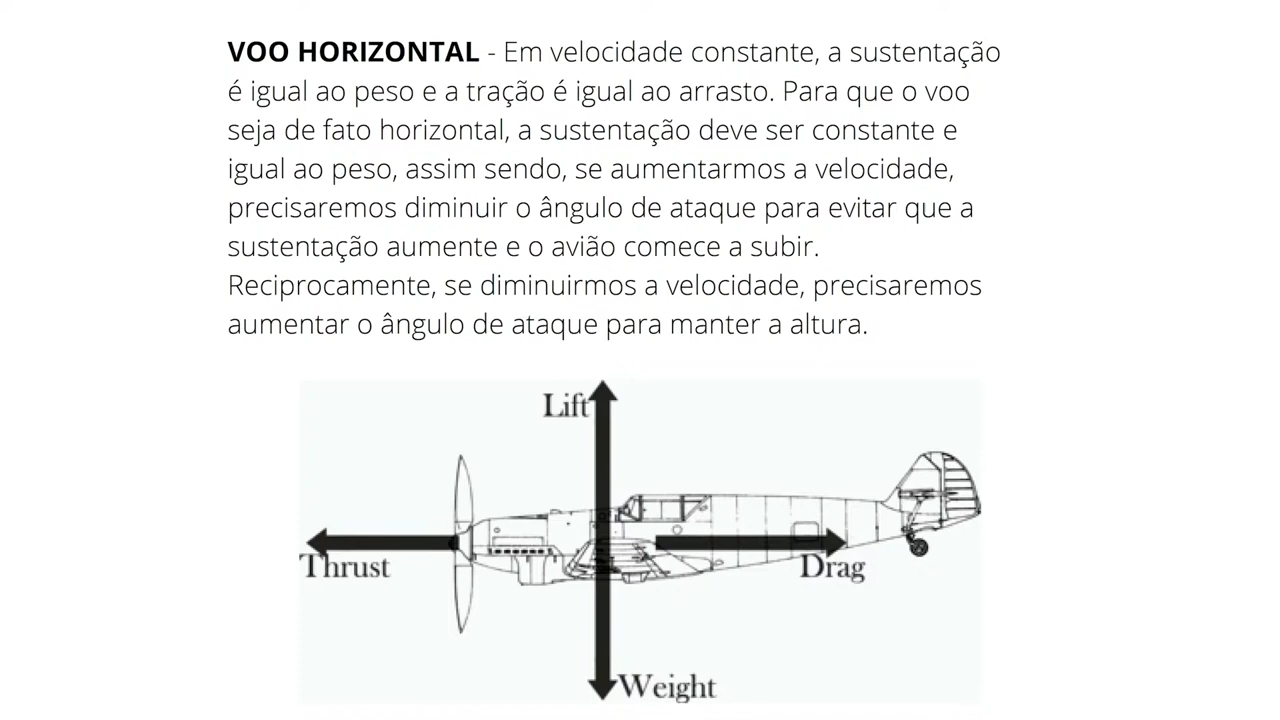 VOO HORIZONTAL - Em velocidade constante, a sustentação
é igual ao peso e a tração é igual ao arrasto. Para que o voo
seja de fato horizontal, a sustentação deve ser constante e
igual ao peso, assim sendo, se aumentarmos a velocidade,
precisaremos diminuir o ângulo de ataque para evitar que a
sustentação aumente e o avião comece a subir.
Reciprocamente, se diminuirmos a velocidade, precisaremos
aumentar o ângulo de ataque para manter a altura.
Lift
Thrust
Drag
Weight